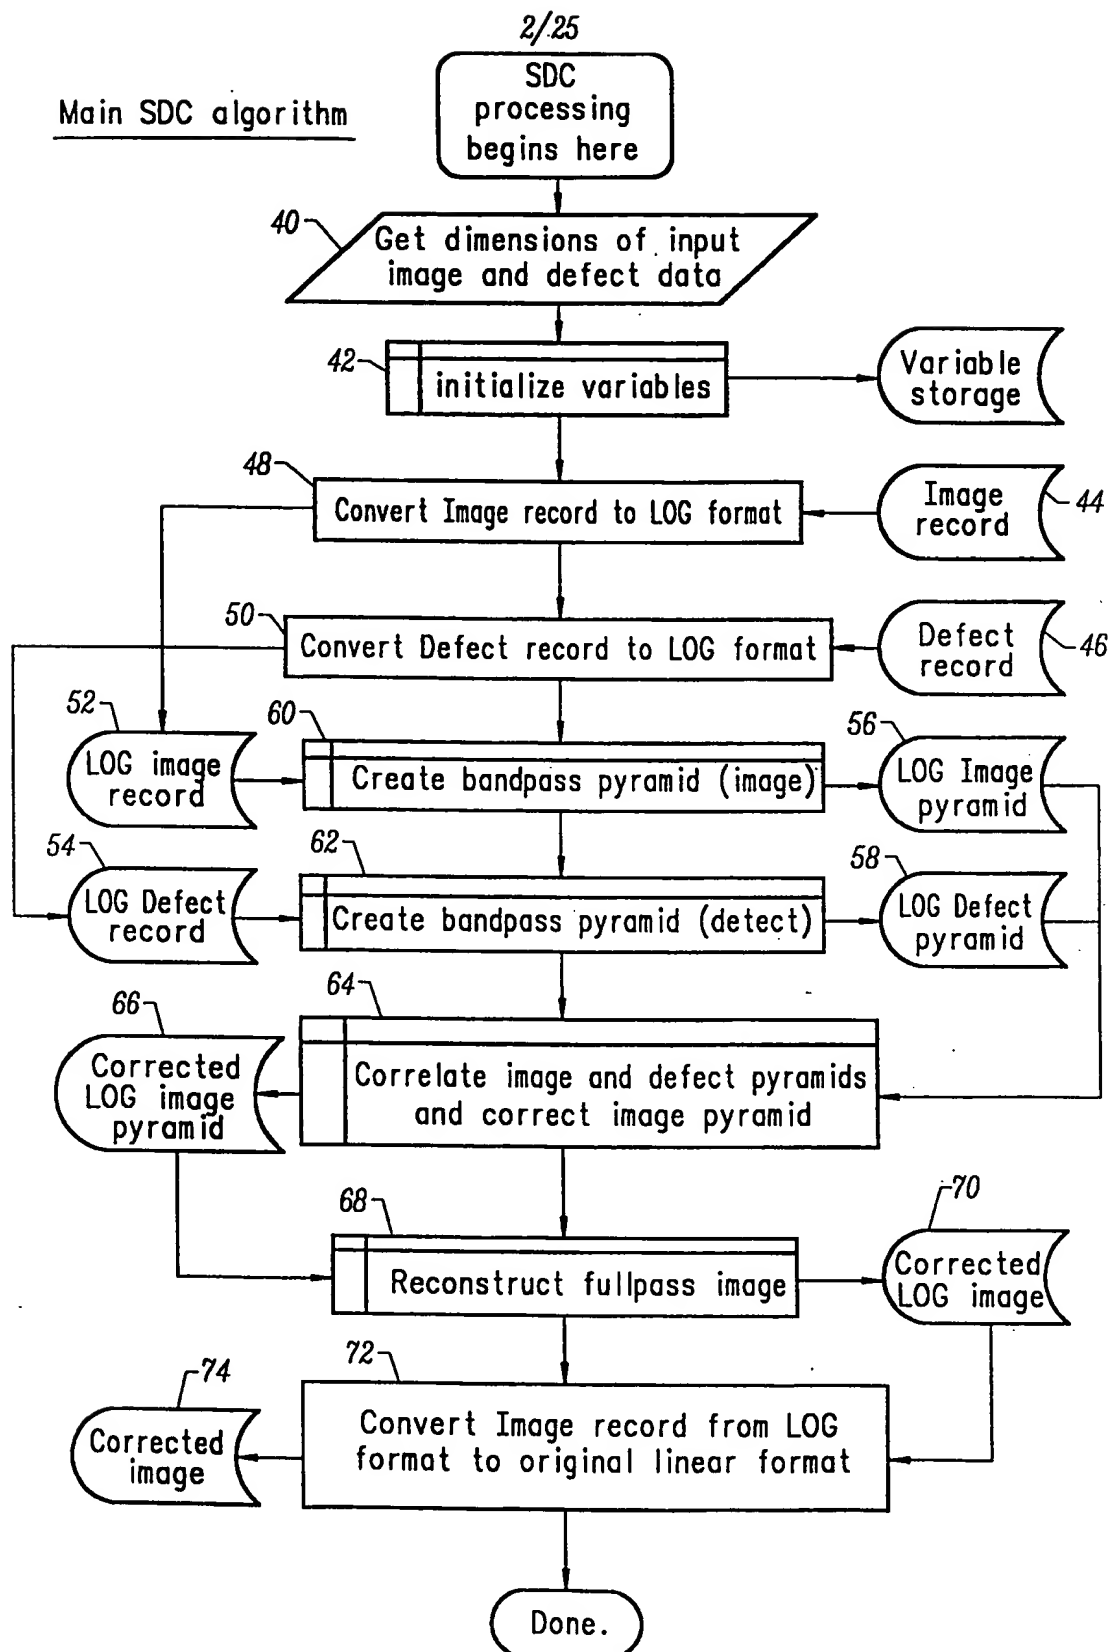 2/25
Main SDC algorithm
SDC
processing
begins here
40
Get dimensions of input
image and defect data
42
initialize variables
Variable
storage
48
Convert Image record to LOG format
Image
record
44
50
Convert Defect record to LOG format
Defect
record
46
52
LOG image
record
60
Create bandpass pyramid (image)
56
LOG Image
pyramid
54
LOG Defect
record
62
Create bandpass pyramid (detect)
58
LOG Defect
pyramid
64
Correlate image and defect pyramids
and correct image pyramid
66
Corrected
LOG image
pyramid
68
Reconstruct fullpass image
70
Corrected
LOG image
72
Convert Image record from LOG
format to original linear format
74
Corrected
image
Done.